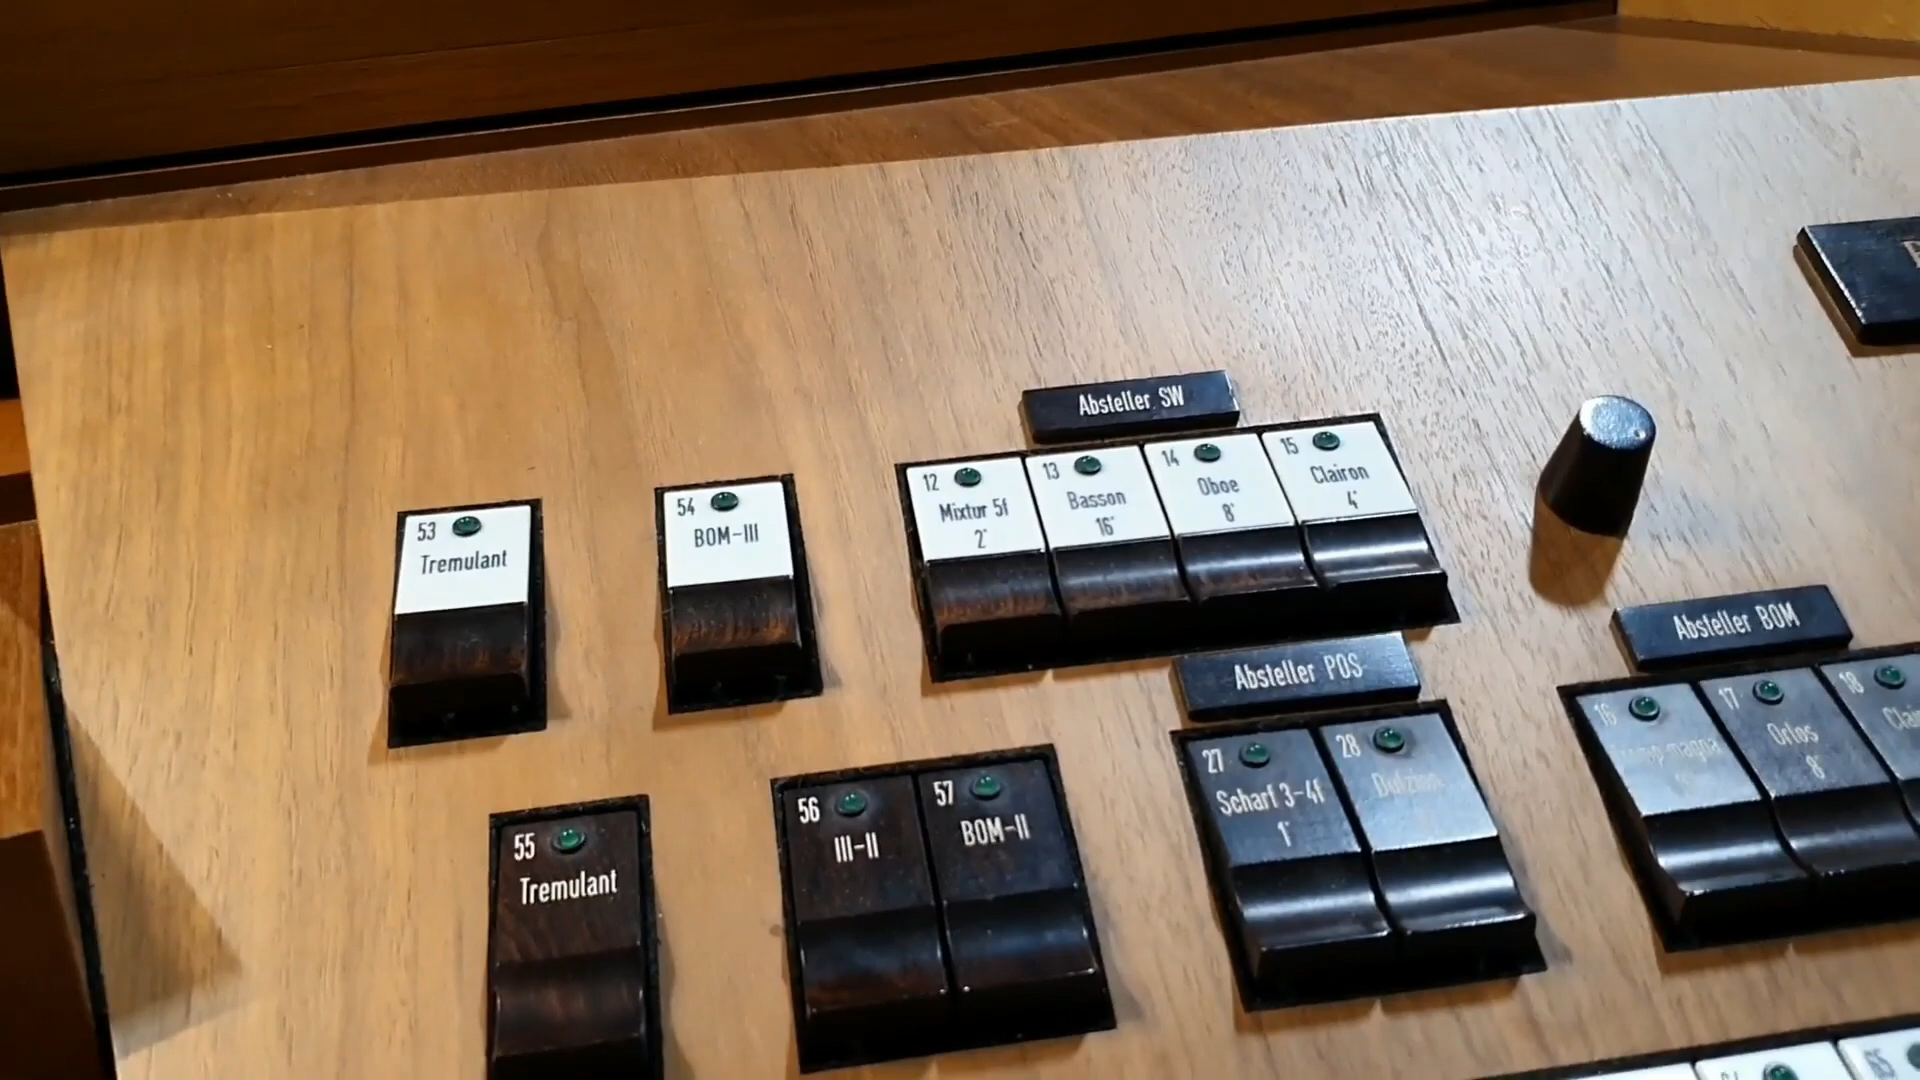 Absteller SW
12
Mixtur 5f
2'
13
Basson
16'
14
Oboe
8'
15
Clairon
4'
53
Tremulant
54
BOM-III
Absteller POS
27
Scharf 3-4f
1'
28
Absteller BOM
16
17
Orlos
8'
18
55
Tremulant
56
III-II
57
BOM-II